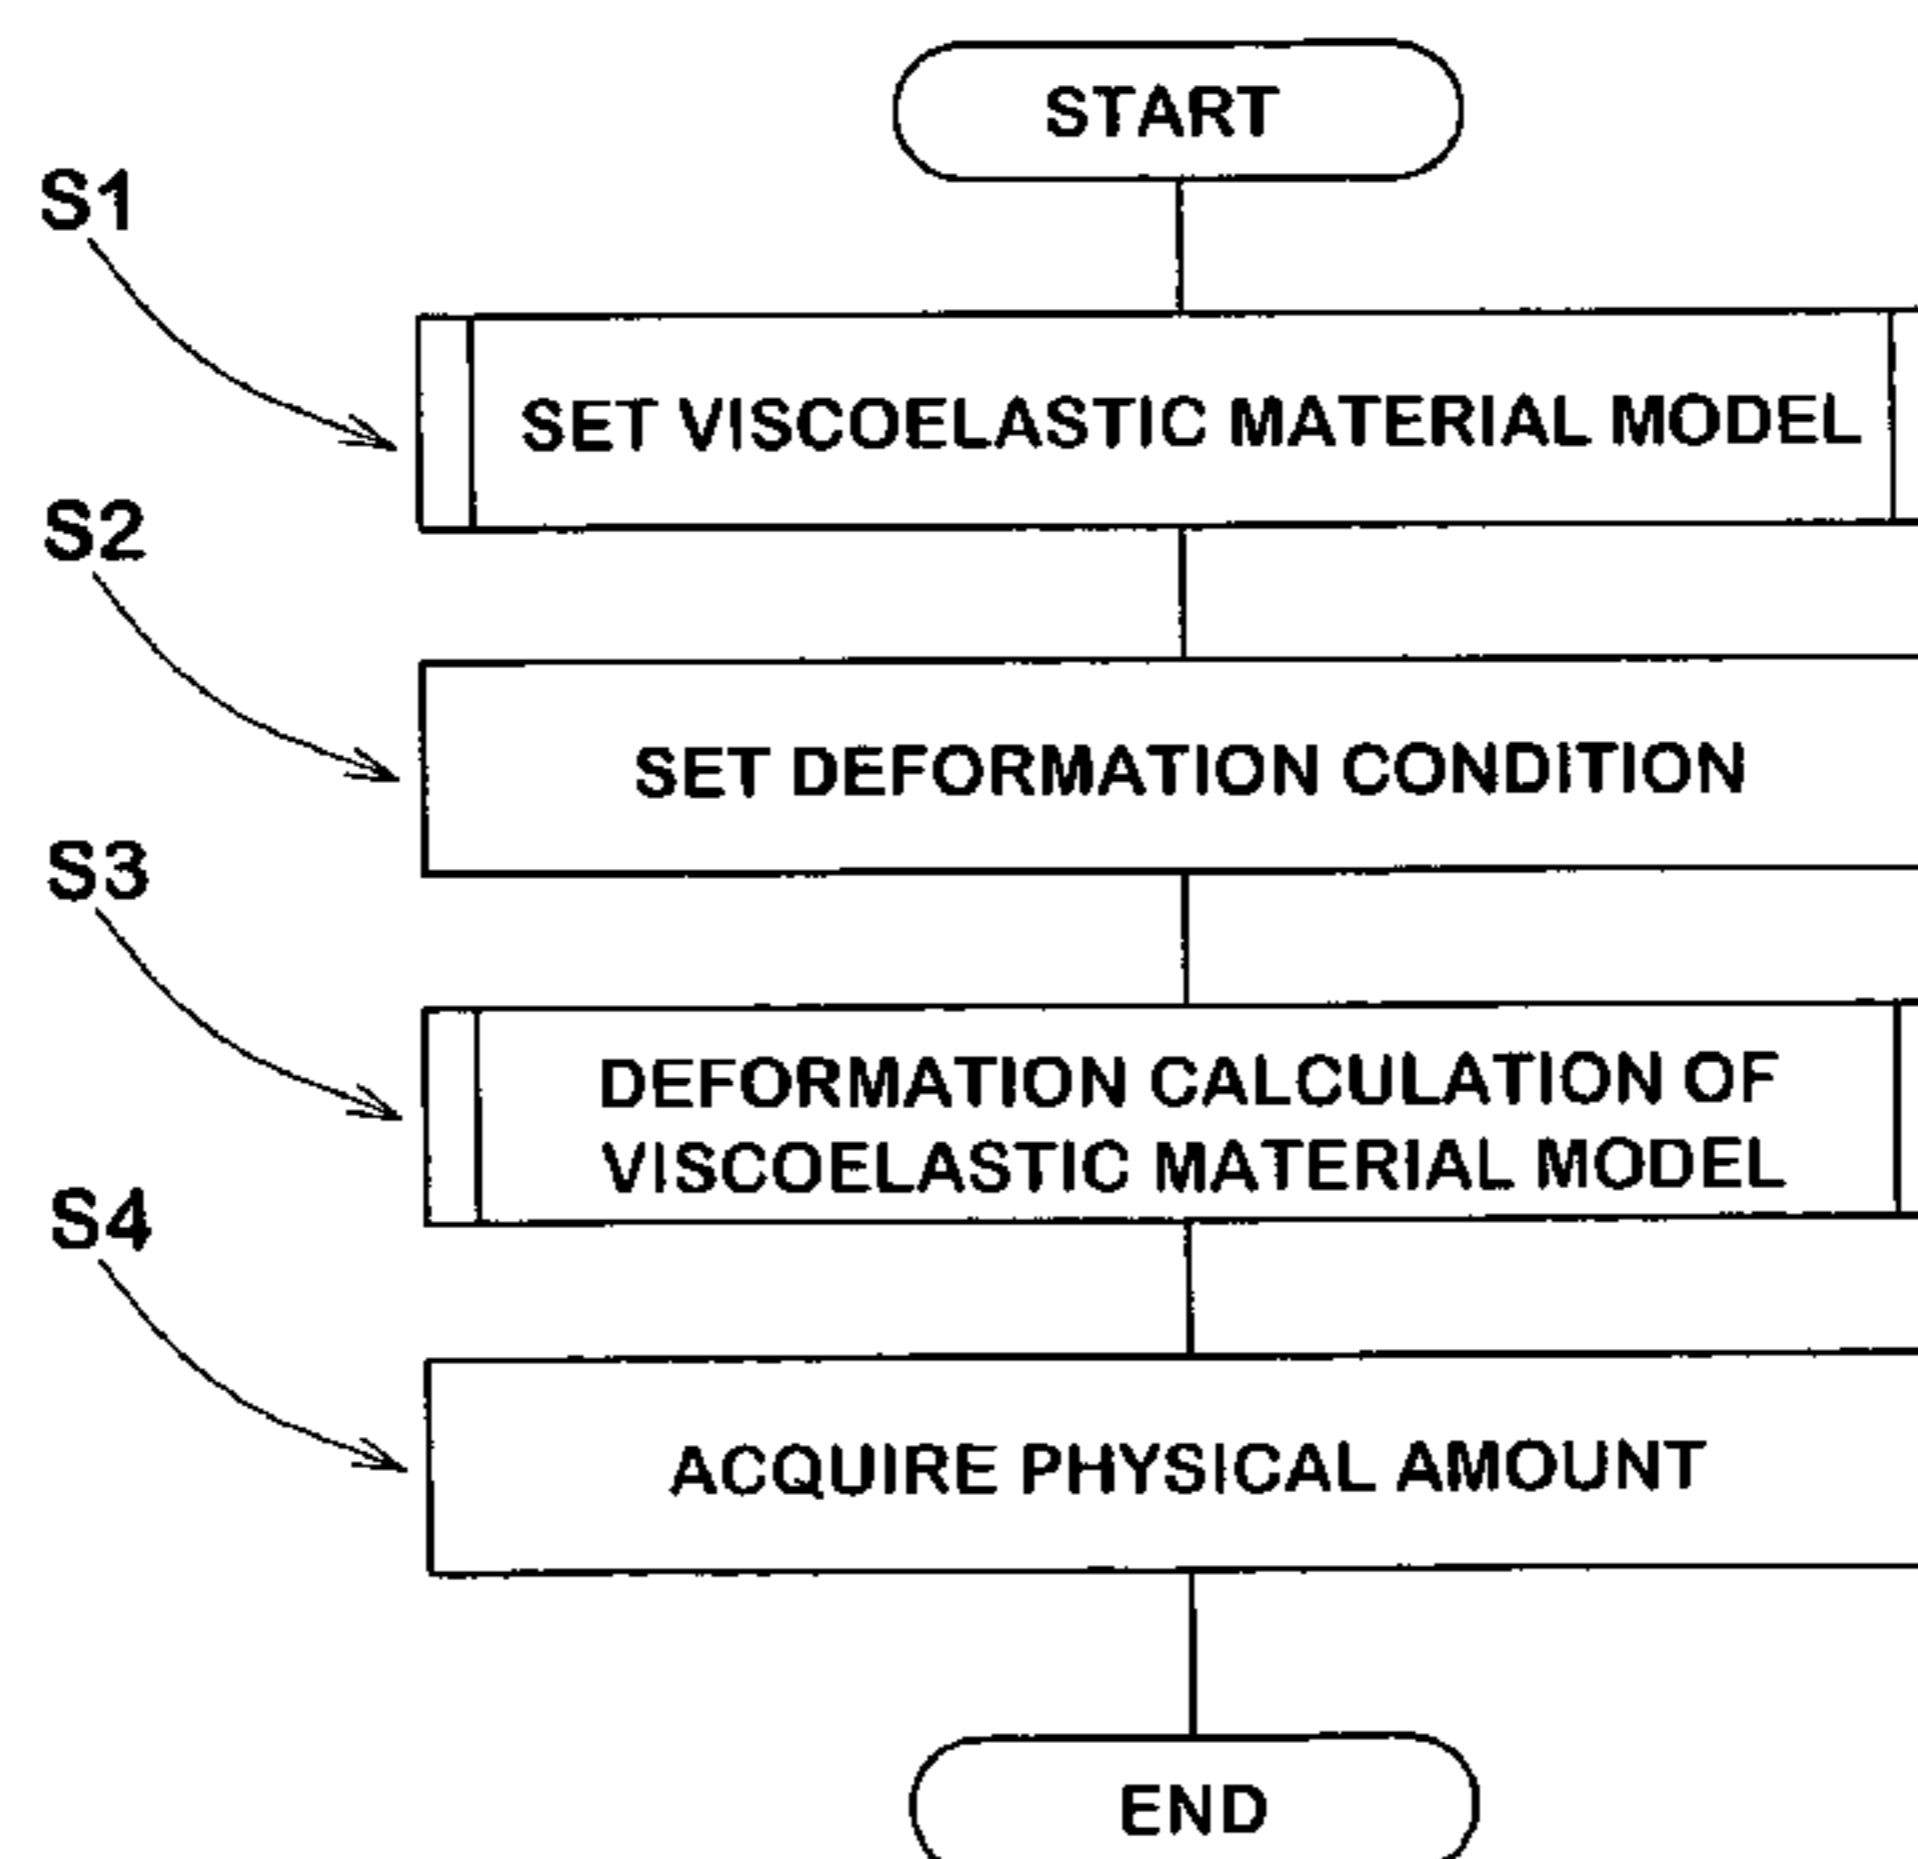 START
S1
SET VISCOELASTIC MATERIAL MODEL
S2
SET DEFORMATION CONDITION
S3
DEFORMATION CALCULATION OF
VISCOELASTIC MATERIAL MODEL
S4
ACQUIRE PHYSICAL AMOUNT
END